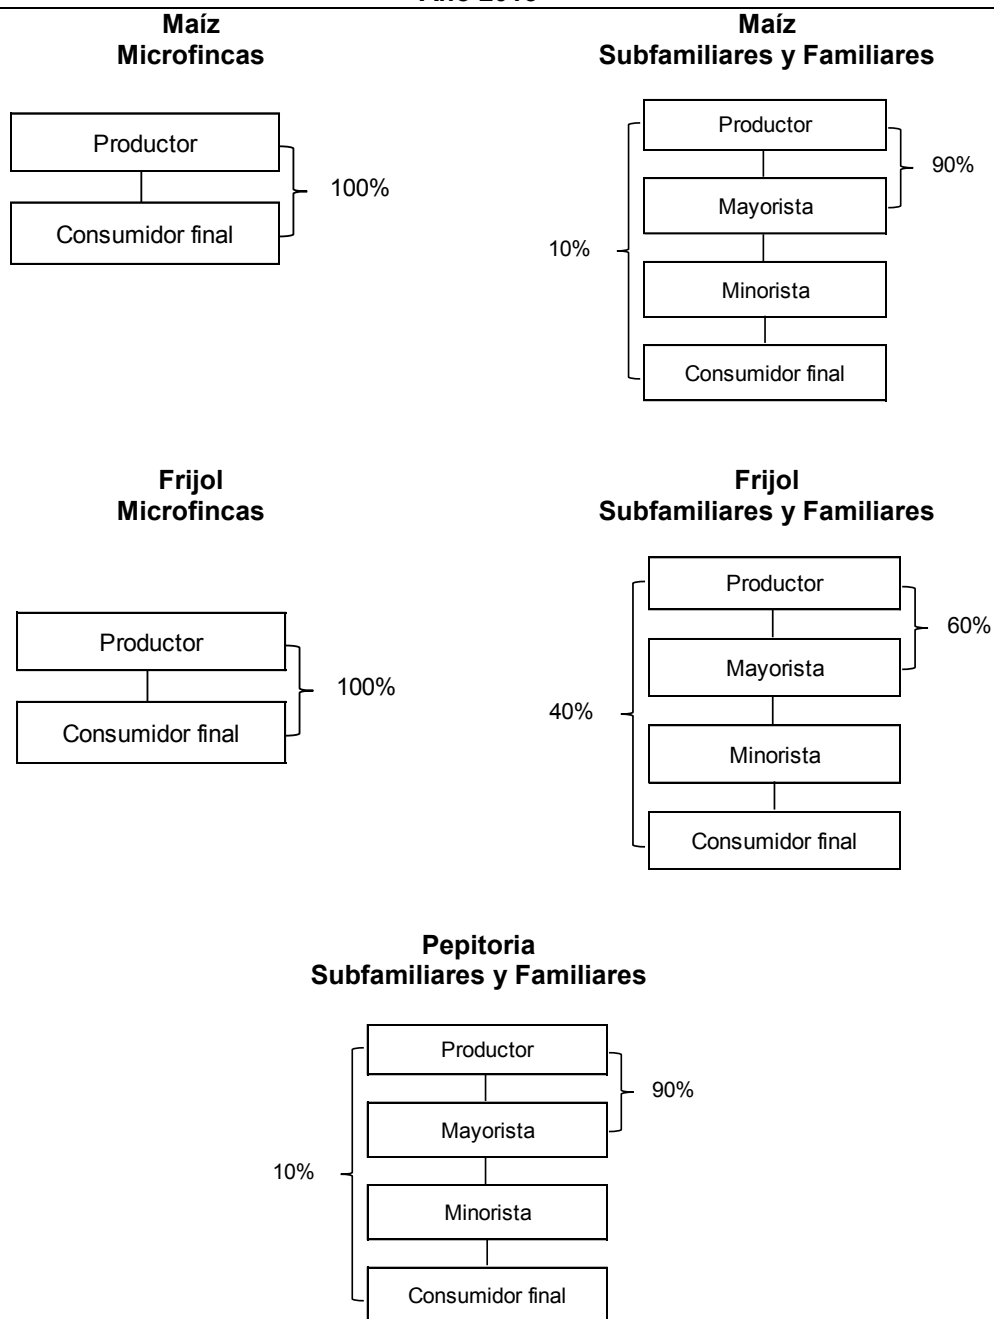 Maíz
Microfincas
Productor
Consumidor final
100%
Maíz
Subfamiliares y Familiares
Productor
Mayorista
Minorista
Consumidor final
90%
10%
Frijol
Microfincas
Productor
Consumidor final
100%
Frijol
Subfamiliares y Familiares
Productor
Mayorista
Minorista
Consumidor final
60%
40%
Pepitoria
Subfamiliares y Familiares
Productor
Mayorista
Minorista
Consumidor final
90%
10%